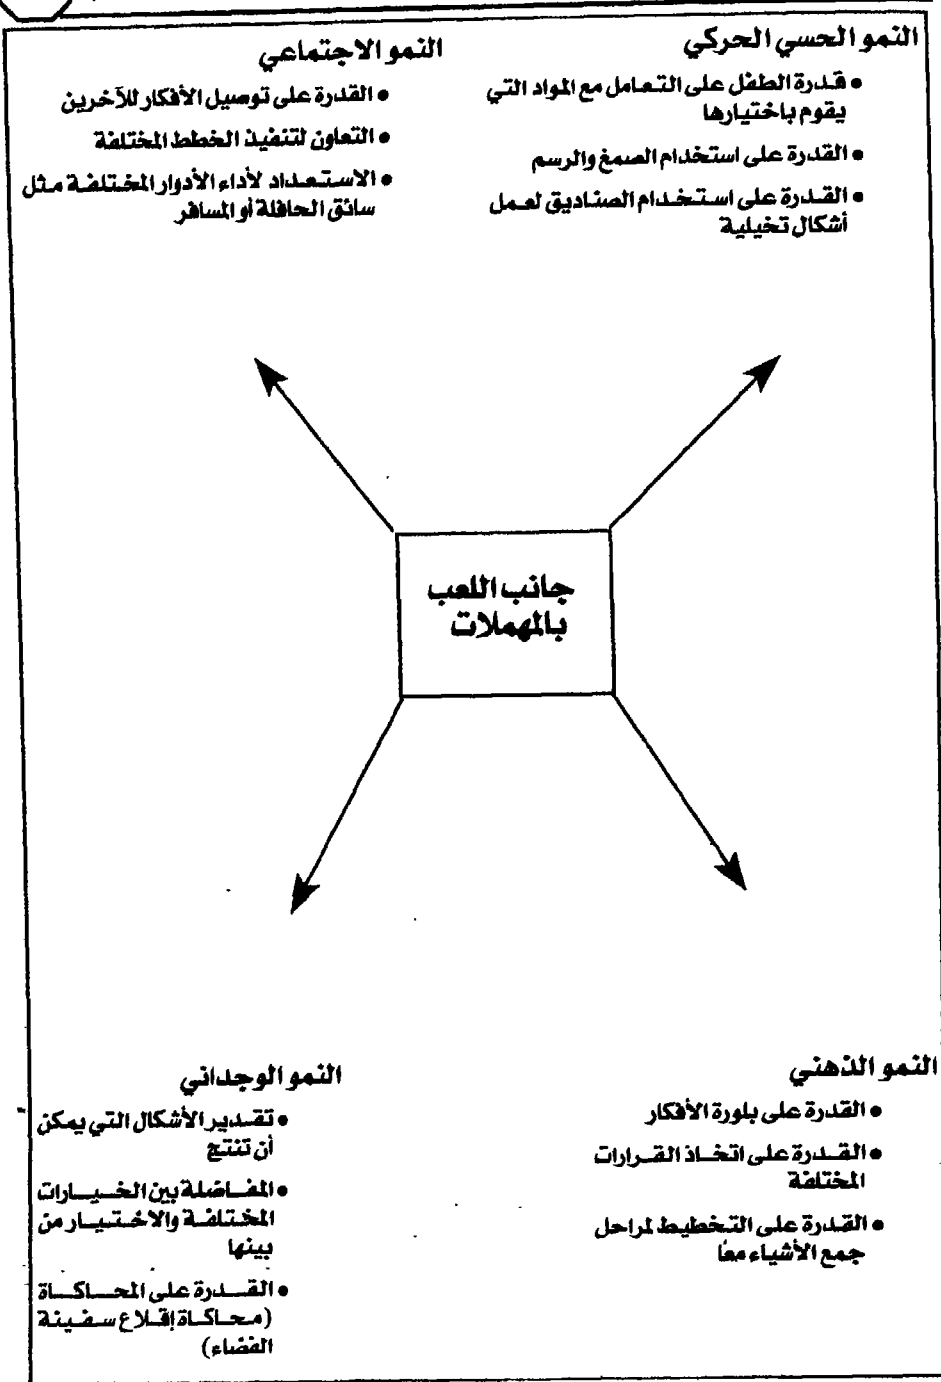 النمو الحسي الحركي
• قدرة الطفل على التعامل مع المواد التي
يقوم باختيارها
• القدرة على استخدام الصمغ والرسم
• القدرة على استخدام الصناديق لعمل
أشكال تخيلية
النمو الاجتماعي
• القدرة على توصيل الأفكار للآخرين
• التعاون لتنفيذ الخطط المختلفة
• الاستعداد لأداء الأدوار المختلفة مثل
سائق الحافلة أو المسافر
جانب اللعب
بالمهملات
النمو الذهني
• القدرة على بلورة الأفكار
• القدرة على اتخاذ القرارات
المختلفة
• القدرة على التخطيط لمراحل
جمع الأشياء معًا
النمو الوجداني
• تقدير الأشكال التي يمكن
أن تنتج
• المفاضلة بين الخيارات
المختلفة والاختيار من
بينها
• القدرة على المحاكاة
(محاكاة إقلاع سفينة
الفضاء)